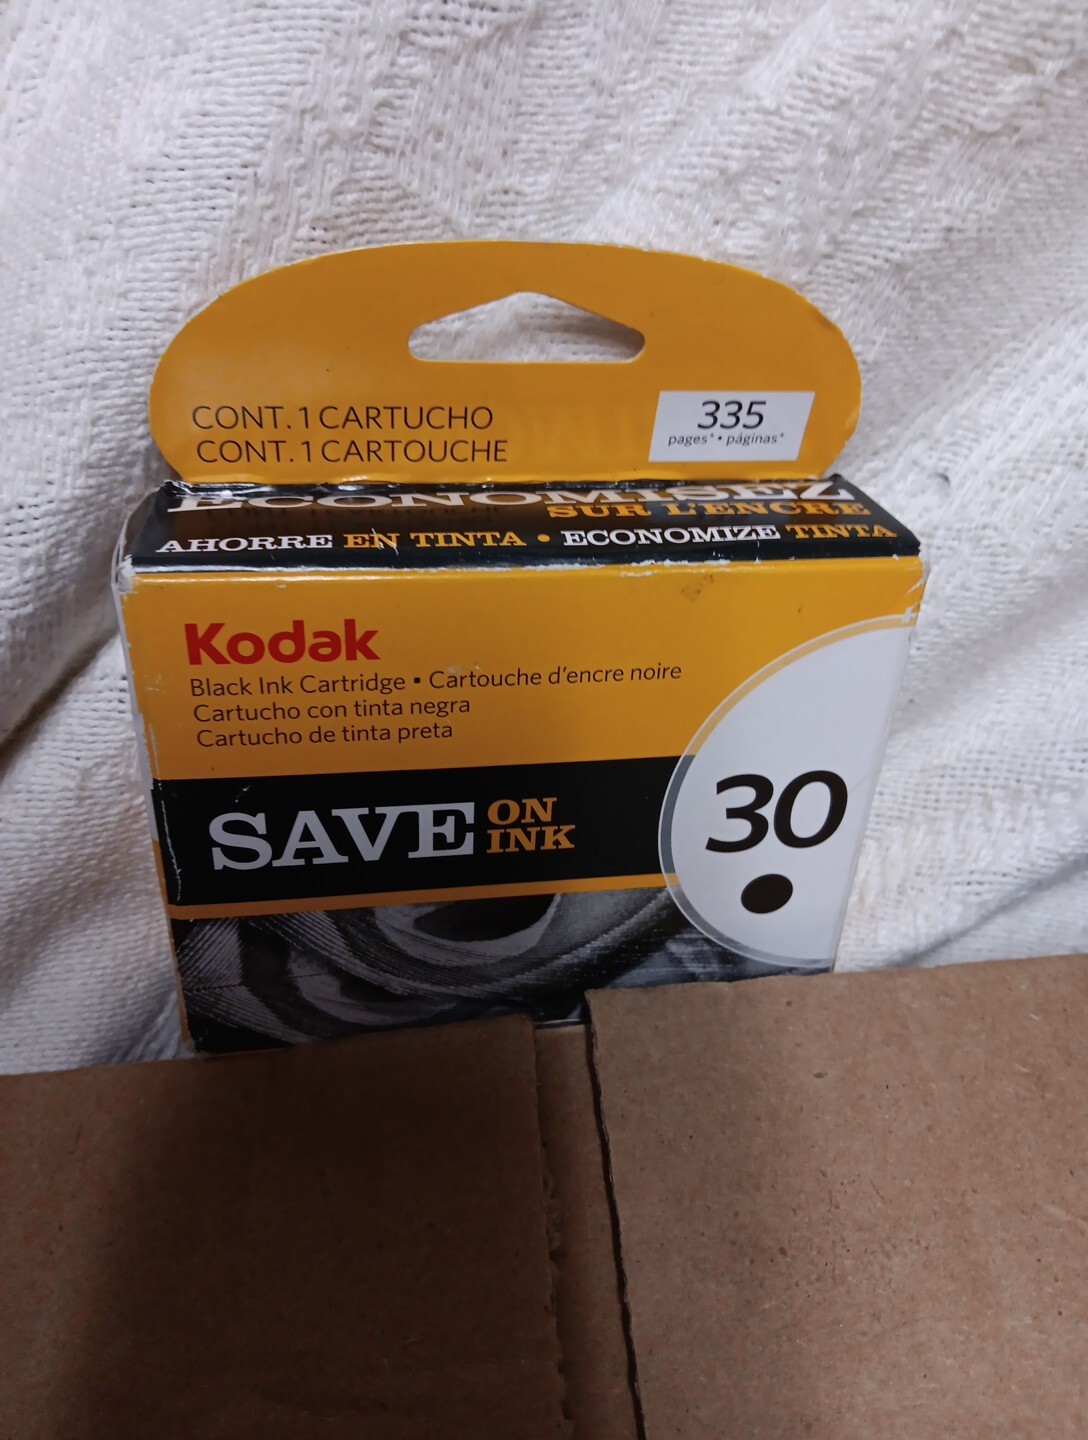 CONT. 1 CARTUCHO
CONT. 1 CARTOUCHE
335
pages* • páginas*
ECONOMISEZ
SUR L'ENCRE
AHORRE EN TINTA • ECONOMIZE TINTA
Kodak
Black Ink Cartridge • Cartouche d'encre noire
Cartucho con tinta negra
Cartucho de tinta preta
SAVE ON INK
30